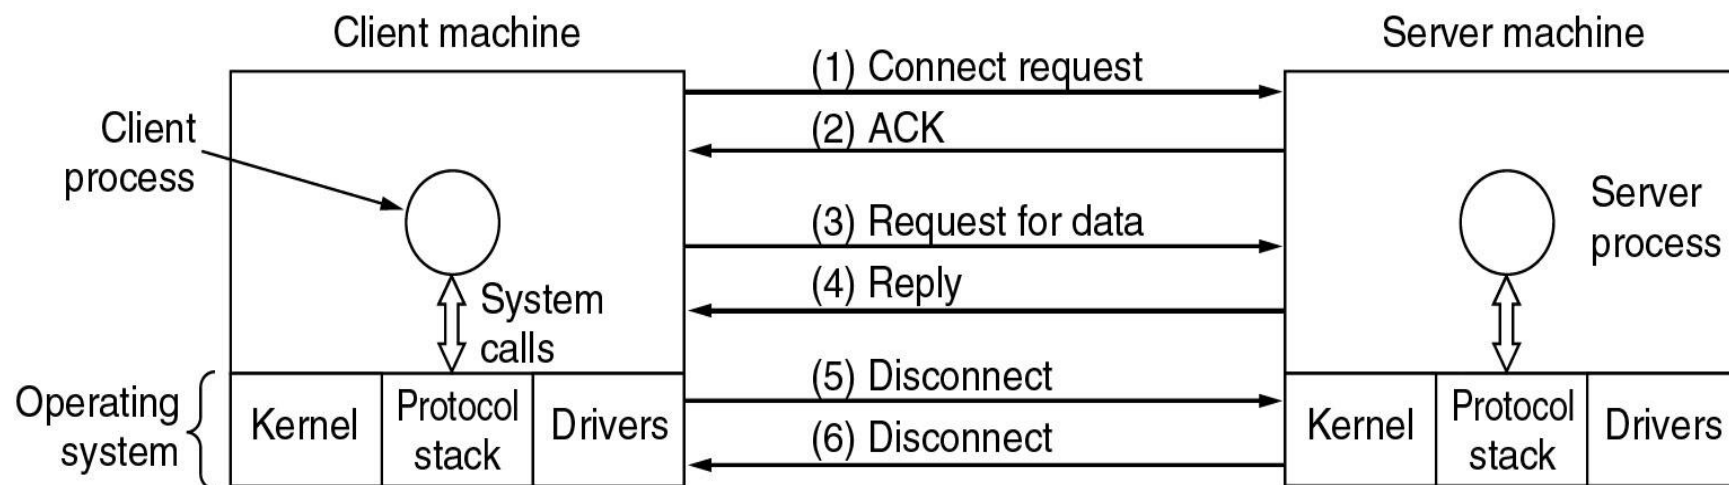 Client machine
Server machine
(1) Connect request
(2) ACK
Client
process
(3) Request for data
Server
process
(4) Reply
System
calls
(5) Disconnect
(6) Disconnect
Operating
system
Kernel
Protocol
stack
Drivers
Kernel
Protocol
stack
Drivers